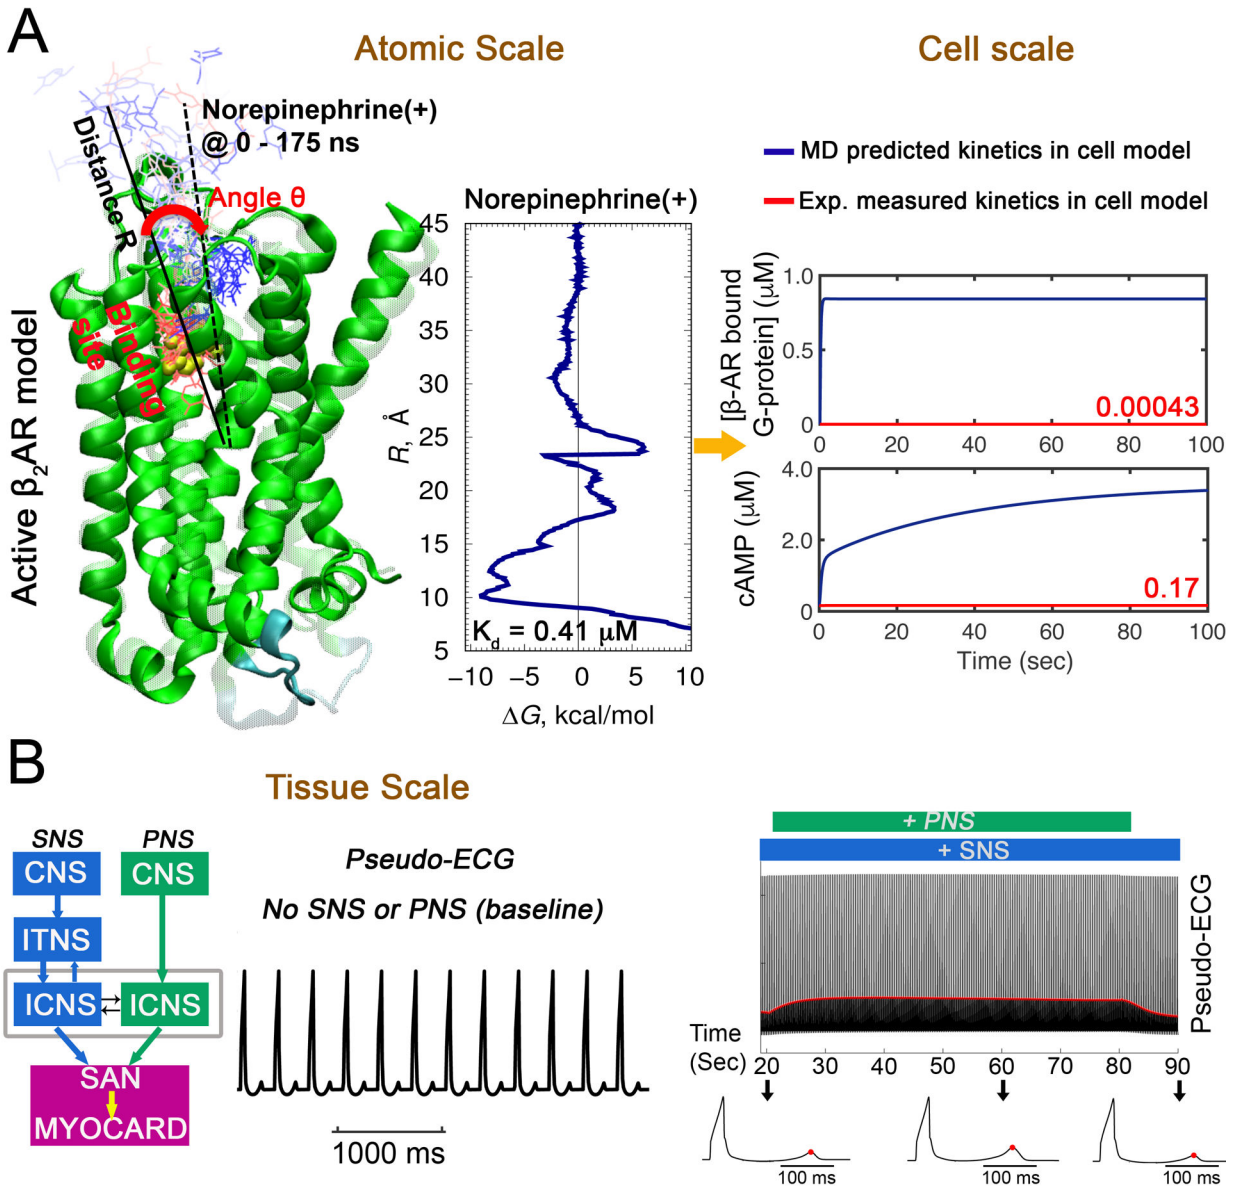 A
Atomic Scale
Cell scale
Norepinephrine(+)
@ 0 - 175 ns
Distance R
Angle θ
Binding
site
Active β₂AR model
Norepinephrine(+)
45
40
35
30
25
20
15
10
5
R, Å
K_d = 0.41 μM
−10 −5 0 5 10
ΔG, kcal/mol
MD predicted kinetics in cell model
Exp. measured kinetics in cell model
[β-AR bound
G-protein] (μM)
1.0
0.5
0
0.00043
0 20 40 60 80 100
cAMP (μM)
4.0
2.0
0
0.17
0 20 40 60 80 100
Time (sec)
B
Tissue Scale
SNS PNS
CNS CNS
ITNS
ICNS ICNS
SAN
MYOCARD
Pseudo-ECG
No SNS or PNS (baseline)
1000 ms
+ PNS
+ SNS
Pseudo-ECG
Time
(Sec)
20 30 40 50 60 70 80 90
100 ms 100 ms 100 ms